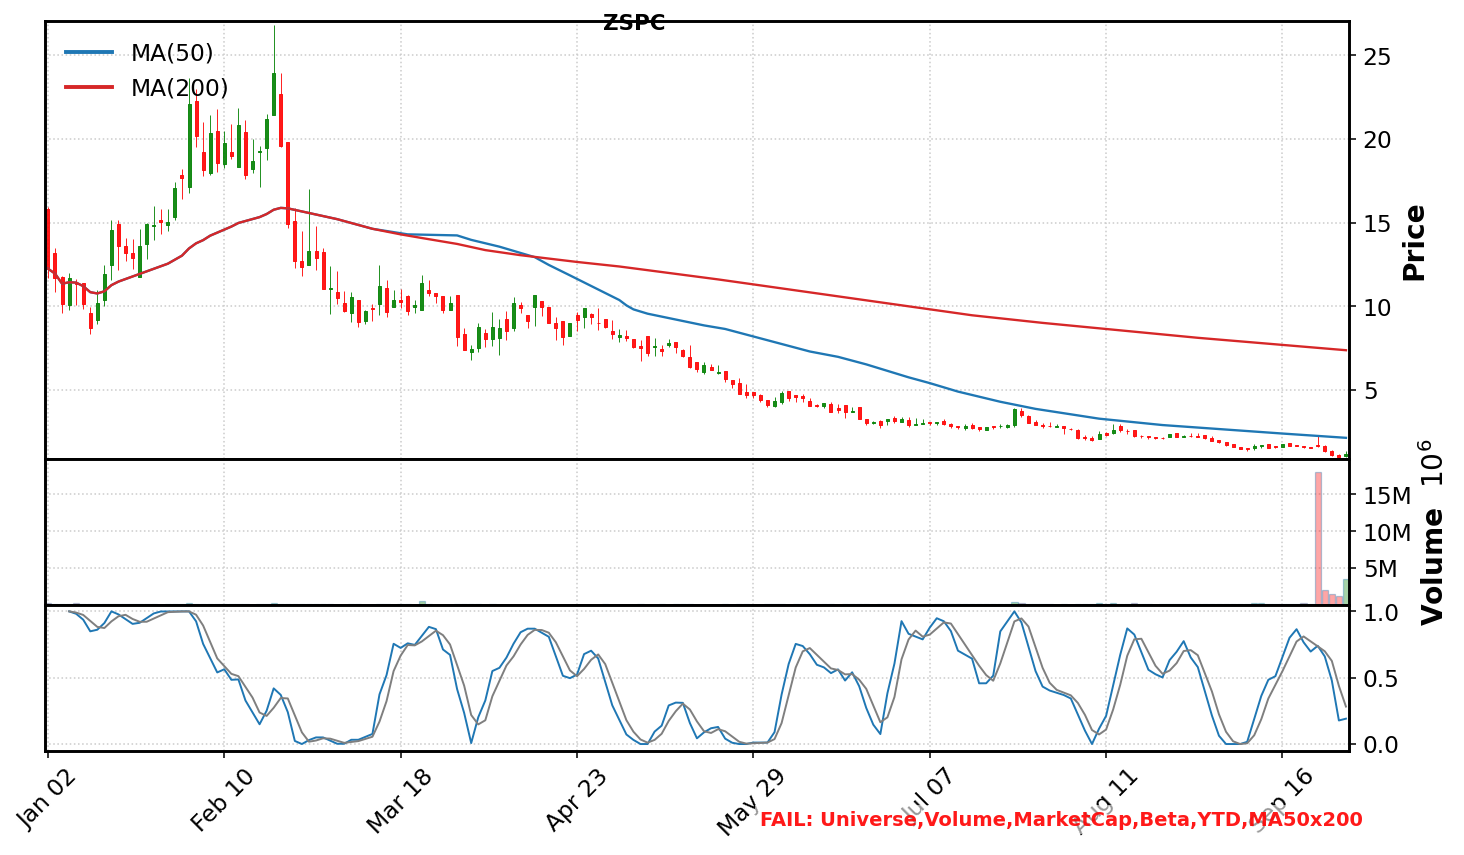 ZSPC
MA(50)
MA(200)
25
20
15
10
5
Price
15M
10M
5M
Volume 10^6
1.0
0.5
0.0
Jan 02
Feb 10
Mar 18
Apr 23
May 29
Jul 07
Aug 11
Sep 16
FAIL: Universe,Volume,MarketCap,Beta,YTD,MA50x200